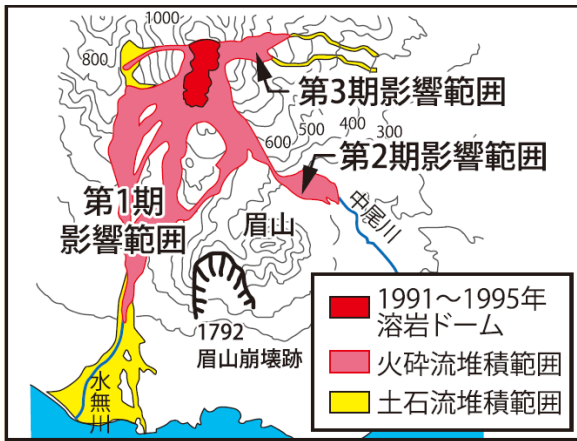 1000
800
第3期影響範囲
600
500
400
300
第2期影響範囲
第1期
影響範囲
眉山
中尾川
1792
眉山崩壊跡
水無川
1991～1995年
溶岩ドーム
火砕流堆積範囲
土石流堆積範囲